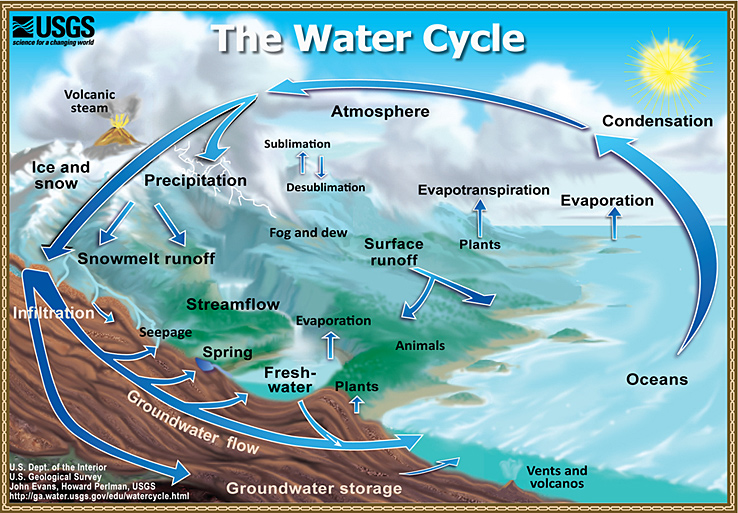 USGS
science for a changing world
The Water Cycle
Volcanic
steam
Atmosphere
Condensation
Sublimation
Ice and
snow
Precipitation
Desublimation
Evapotranspiration
Evaporation
Fog and dew
Surface
runoff
Plants
Snowmelt runoff
Streamflow
Infiltration
Seepage
Evaporation
Animals
Spring
Fresh-
water
Plants
Oceans
Groundwater flow
U.S. Dept. of the Interior
U.S. Geological Survey
John Evans, Howard Perlman, USGS
http://ga.water.usgs.gov/edu/watercycle.html
Groundwater storage
Vents and
volcanos